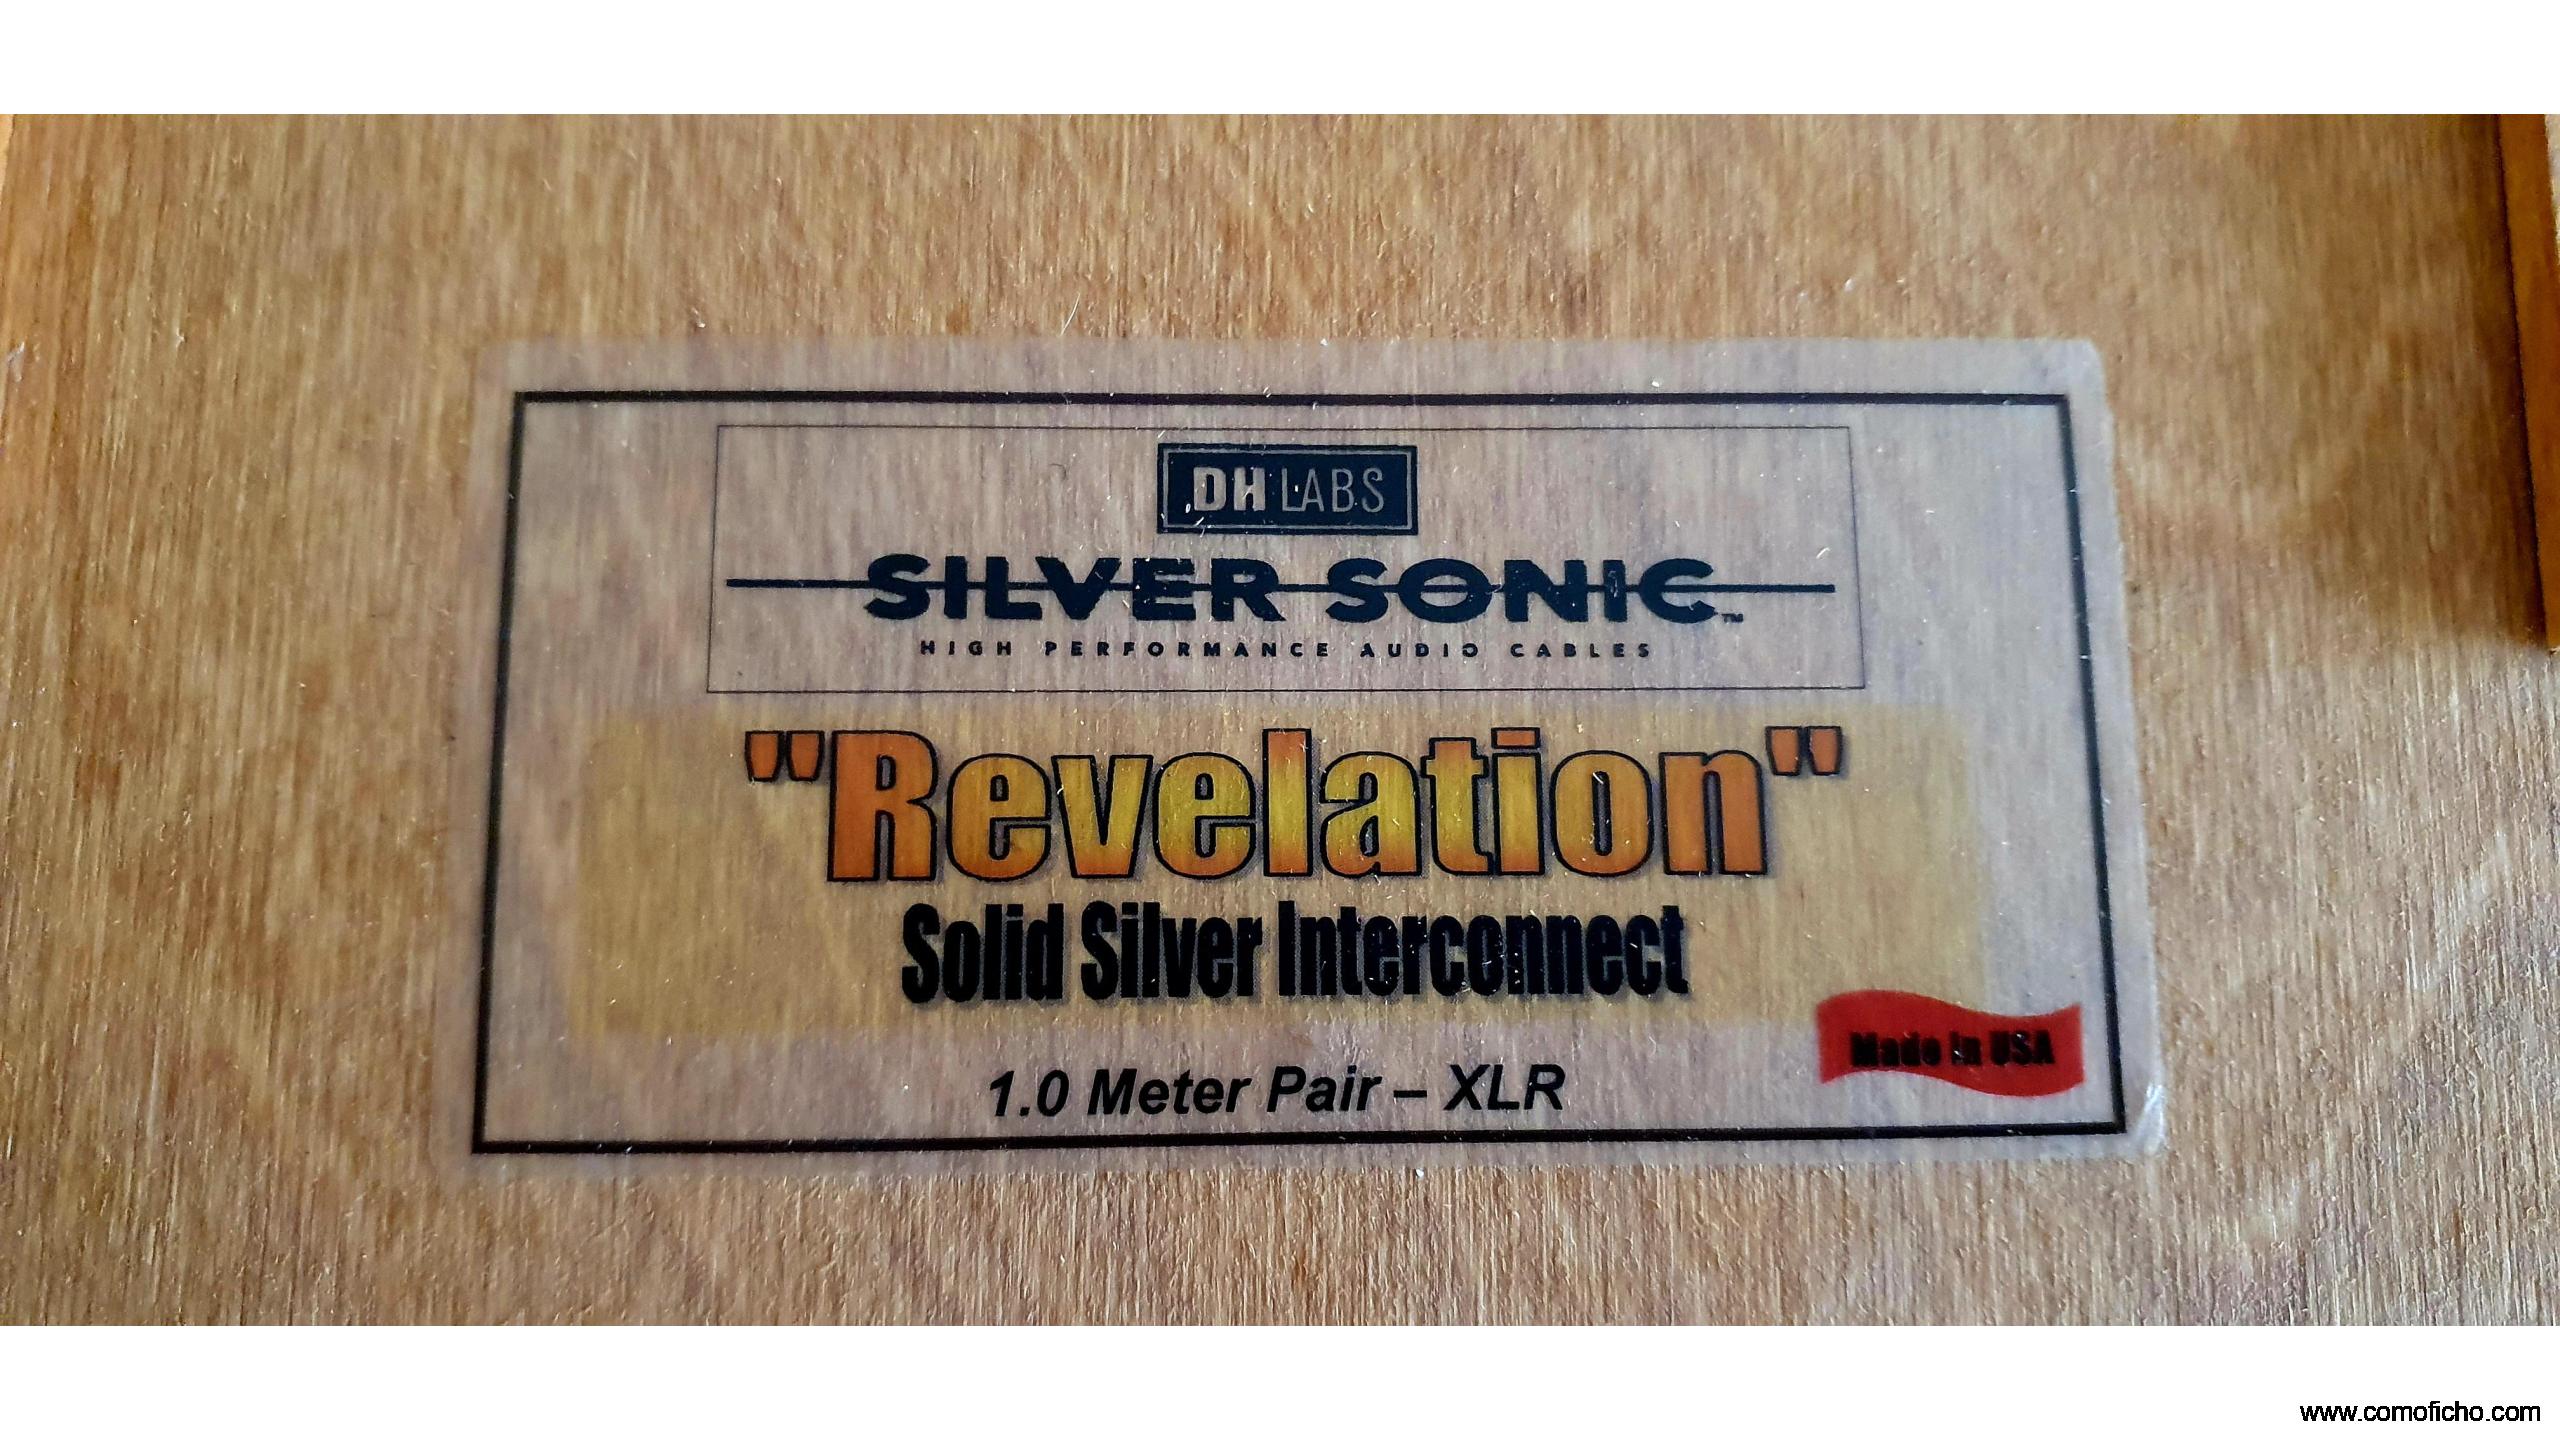 DH LABS
SILVER SONIC™
HIGH PERFORMANCE AUDIO CABLES
"Revelation"
Solid Silver Interconnect
Made in USA
1.0 Meter Pair – XLR
www.comoficho.com